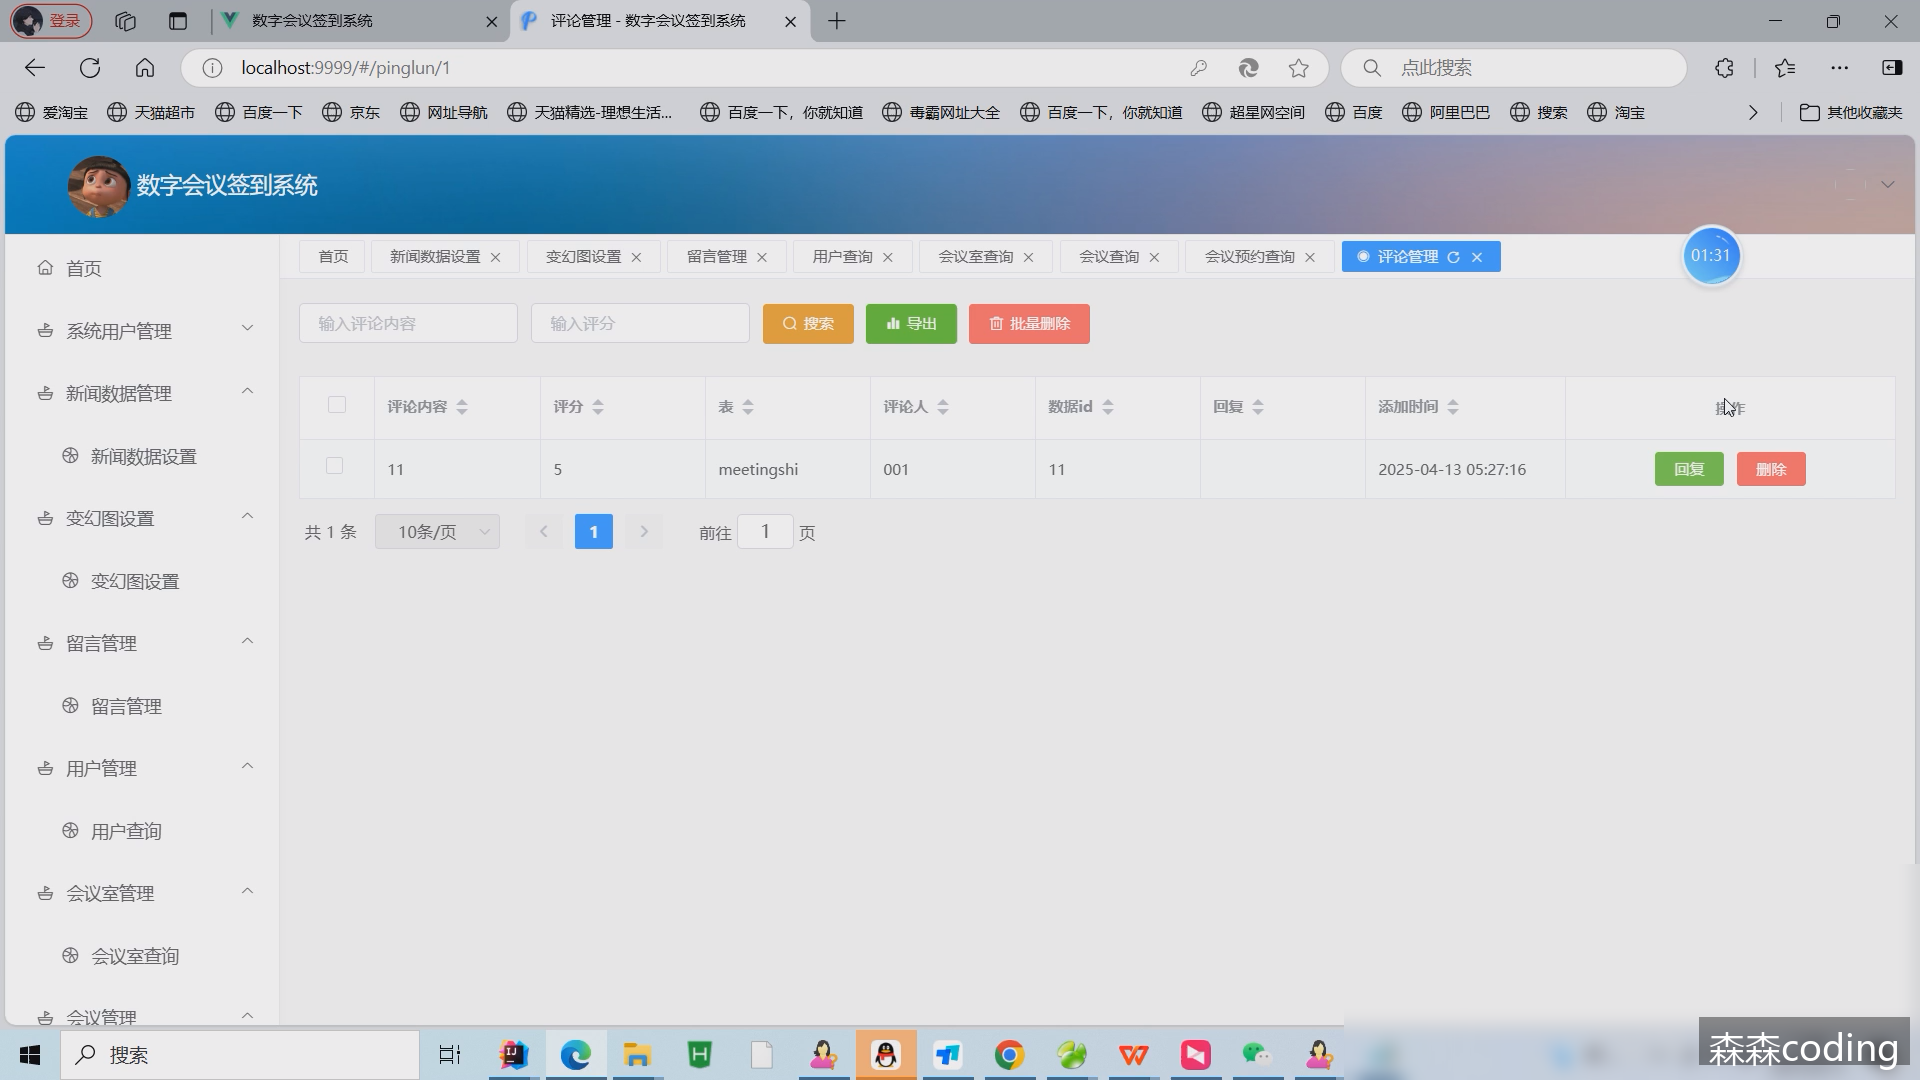 登录
数字会议签到系统
评论管理 - 数字会议签到系统
localhost:9999/#/pinglun/1
点此搜索
爱淘宝
天猫超市
百度一下
京东
网址导航
天猫精选-理想生活...
百度一下，你就知道
毒霸网址大全
百度一下，你就知道
超星网空间
百度
阿里巴巴
搜索
淘宝
其他收藏夹
数字会议签到系统
首页
新闻数据设置
变幻图设置
留言管理
用户查询
会议室查询
会议查询
会议预约查询
评论管理
01:31
首页
系统用户管理
新闻数据管理
新闻数据设置
变幻图设置
变幻图设置
留言管理
留言管理
用户管理
用户查询
会议室管理
会议室查询
会议管理
输入评论内容
输入评分
搜索
导出
批量删除
评论内容
评分
表
评论人
数据id
回复
添加时间
操作
11
5
meetingshi
001
11
2025-04-13 05:27:16
回复
删除
共 1 条
10条/页
1
前往
1
页
搜索
森森coding